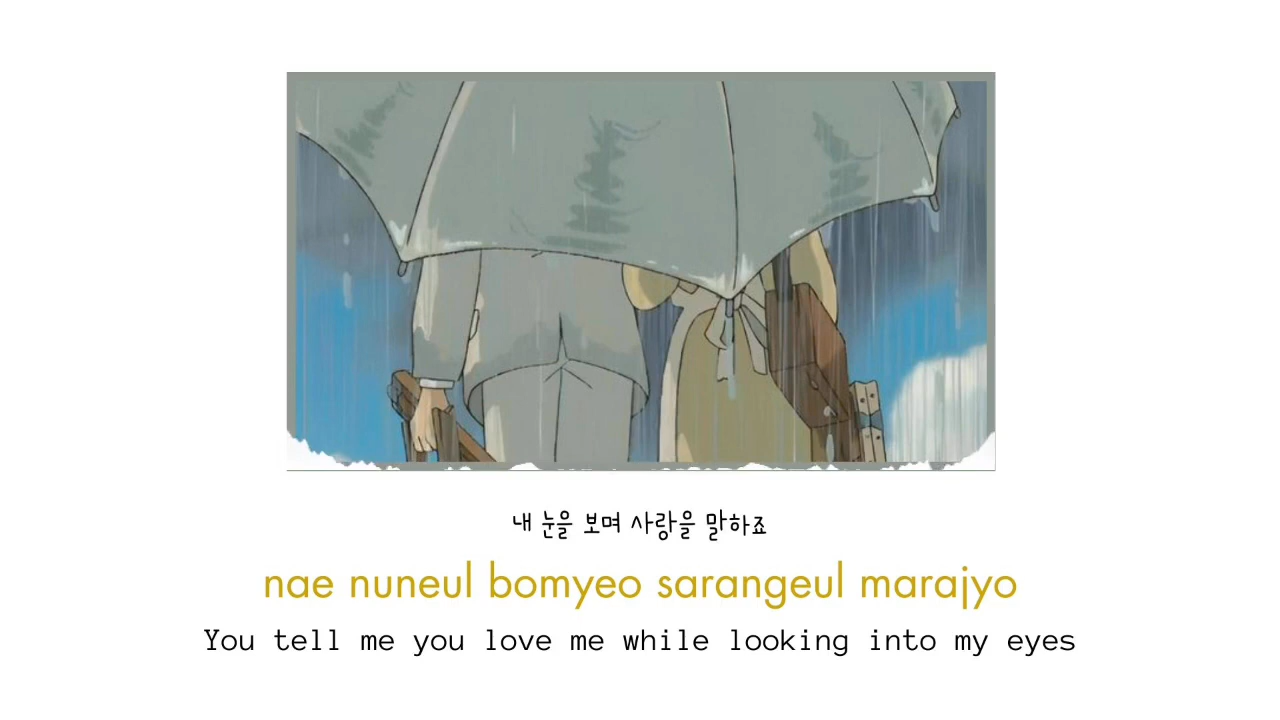 내 눈을 보며 사랑을 말하죠
nae nuneul bomyeo sarangeul marajyo
You tell me you love me while looking into my eyes